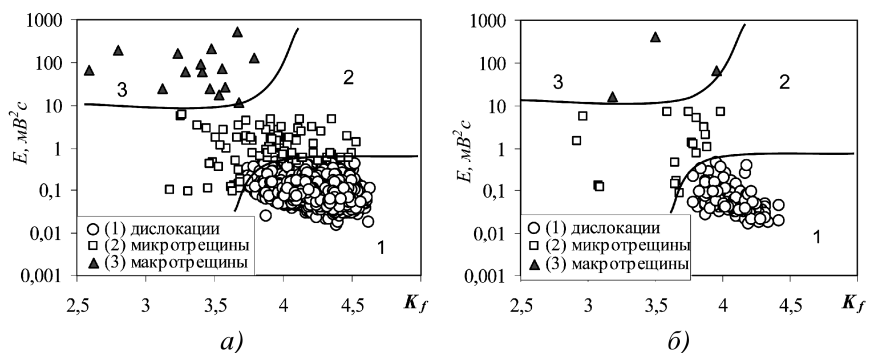 E, мВ²с
1000
100
10
1
0,1
0,01
0,001
2,5
3
3,5
4
4,5
K_f
3
2
1
(1) дислокации
(2) микротрещины
(3) макротрещины
а)
E, мВ²с
1000
100
10
1
0,1
0,01
0,001
2,5
3
3,5
4
4,5
K_f
3
2
1
(1) дислокации
(2) микротрещины
(3) макротрещины
б)